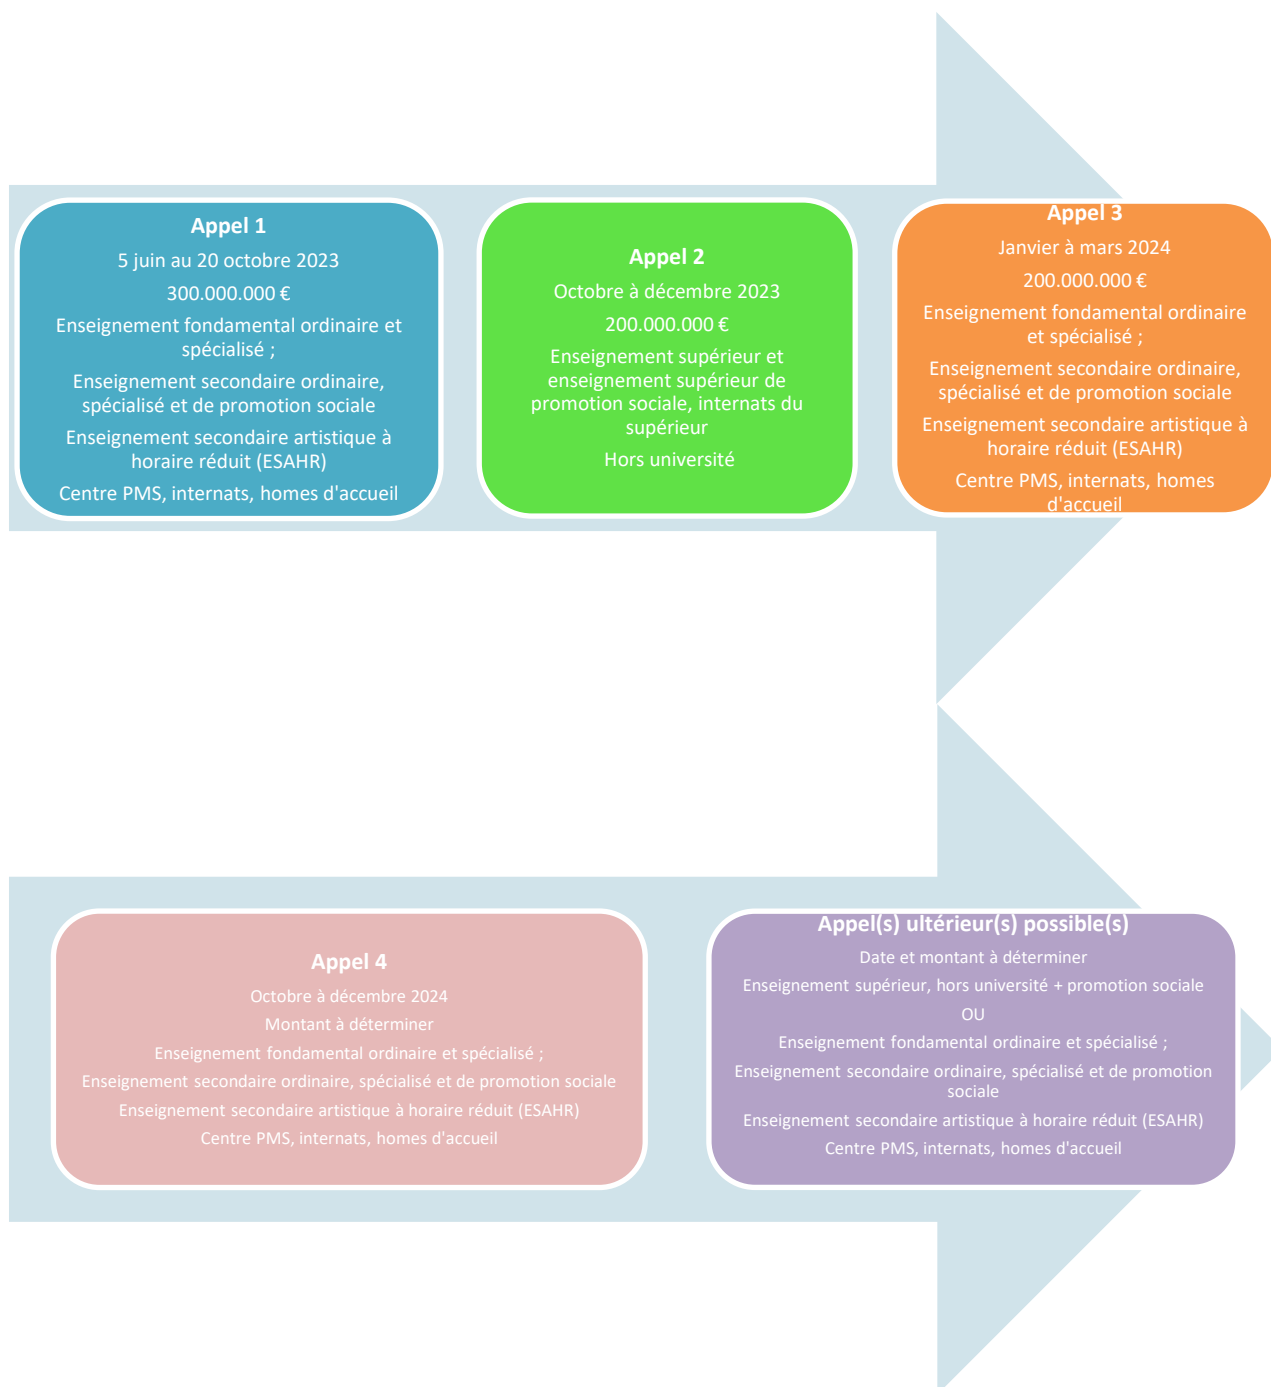 Appel 1
5 juin au 20 octobre 2023
300.000.000 €
Enseignement fondamental ordinaire et
spécialisé ;
Enseignement secondaire ordinaire,
spécialisé et de promotion sociale
Enseignement secondaire artistique à
horaire réduit (ESAHR)
Centre PMS, internats, homes d'accueil
Appel 2
Octobre à décembre 2023
200.000.000 €
Enseignement supérieur et
enseignement supérieur de
promotion sociale, internats du
supérieur
Hors université
Appel 3
Janvier à mars 2024
200.000.000 €
Enseignement fondamental ordinaire
et spécialisé ;
Enseignement secondaire ordinaire,
spécialisé et de promotion sociale
Enseignement secondaire artistique à
horaire réduit (ESAHR)
Centre PMS, internats, homes
d'accueil
Appel 4
Octobre à décembre 2024
Montant à déterminer
Enseignement fondamental ordinaire et spécialisé ;
Enseignement secondaire ordinaire, spécialisé et de promotion sociale
Enseignement secondaire artistique à horaire réduit (ESAHR)
Centre PMS, internats, homes d'accueil
Appel(s) ultérieur(s) possible(s)
Date et montant à déterminer
Enseignement supérieur, hors université + promotion sociale
OU
Enseignement fondamental ordinaire et spécialisé ;
Enseignement secondaire ordinaire, spécialisé et de promotion
sociale
Enseignement secondaire artistique à horaire réduit (ESAHR)
Centre PMS, internats, homes d'accueil